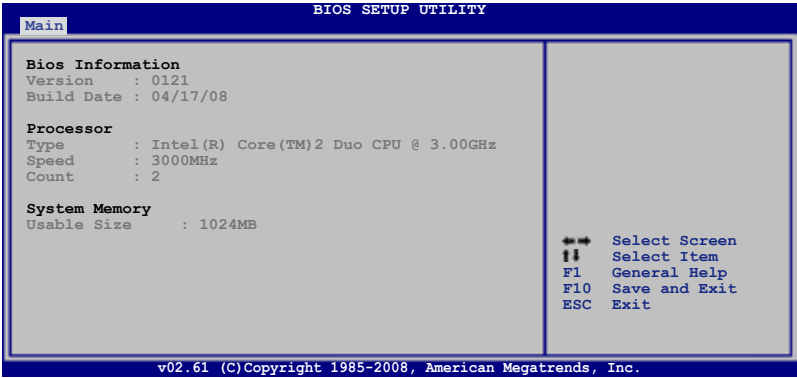 BIOS SETUP UTILITY
Main
Bios Information
Version : 0121
Build Date : 04/17/08
Processor
Type : Intel(R) Core(TM)2 Duo CPU @ 3.00GHz
Speed : 3000MHz
Count : 2
System Memory
Usable Size : 1024MB
←→ Select Screen
↑↓ Select Item
F1 General Help
F10 Save and Exit
ESC Exit
v02.61 (C)Copyright 1985-2008, American Megatrends, Inc.